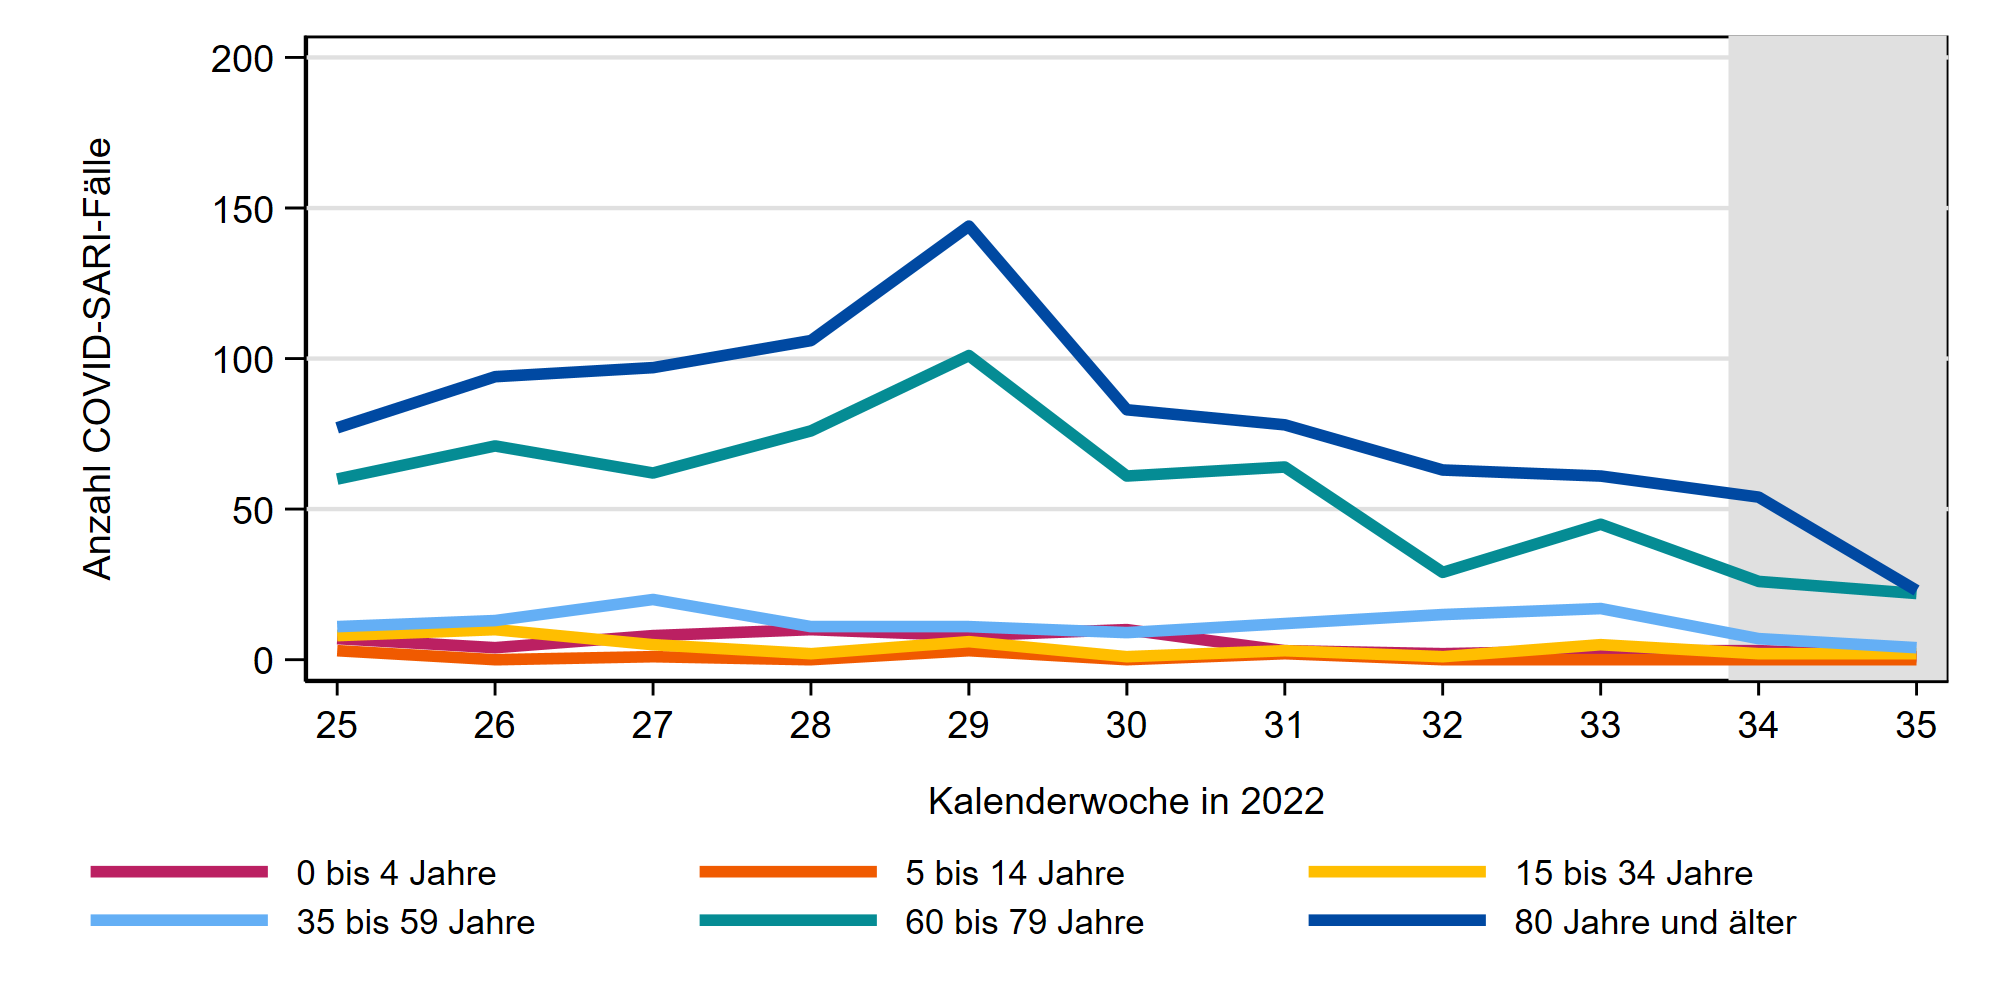 200
150
100
50
0
Anzahl COVID-SARI-Fälle
25 26 27 28 29 30 31 32 33 34 35
Kalenderwoche in 2022
0 bis 4 Jahre 5 bis 14 Jahre 15 bis 34 Jahre
35 bis 59 Jahre 60 bis 79 Jahre 80 Jahre und älter